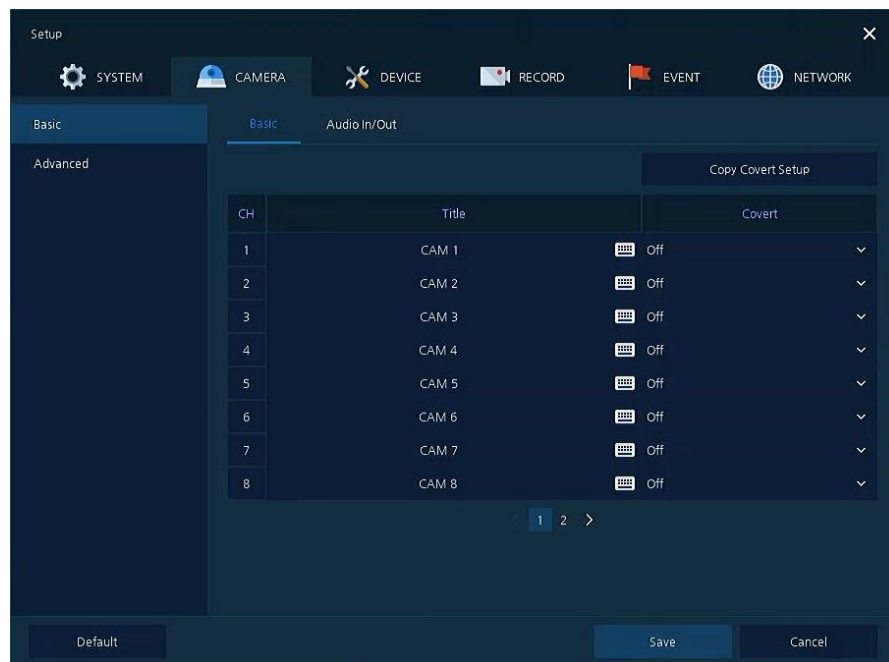 Setup
SYSTEM CAMERA DEVICE RECORD EVENT NETWORK
Basic Basic Audio In/Out
Advanced
Copy Covert Setup
CH Title Covert
1 CAM 1 Off
2 CAM 2 Off
3 CAM 3 Off
4 CAM 4 Off
5 CAM 5 Off
6 CAM 6 Off
7 CAM 7 Off
8 CAM 8 Off
1 2
Default Save Cancel